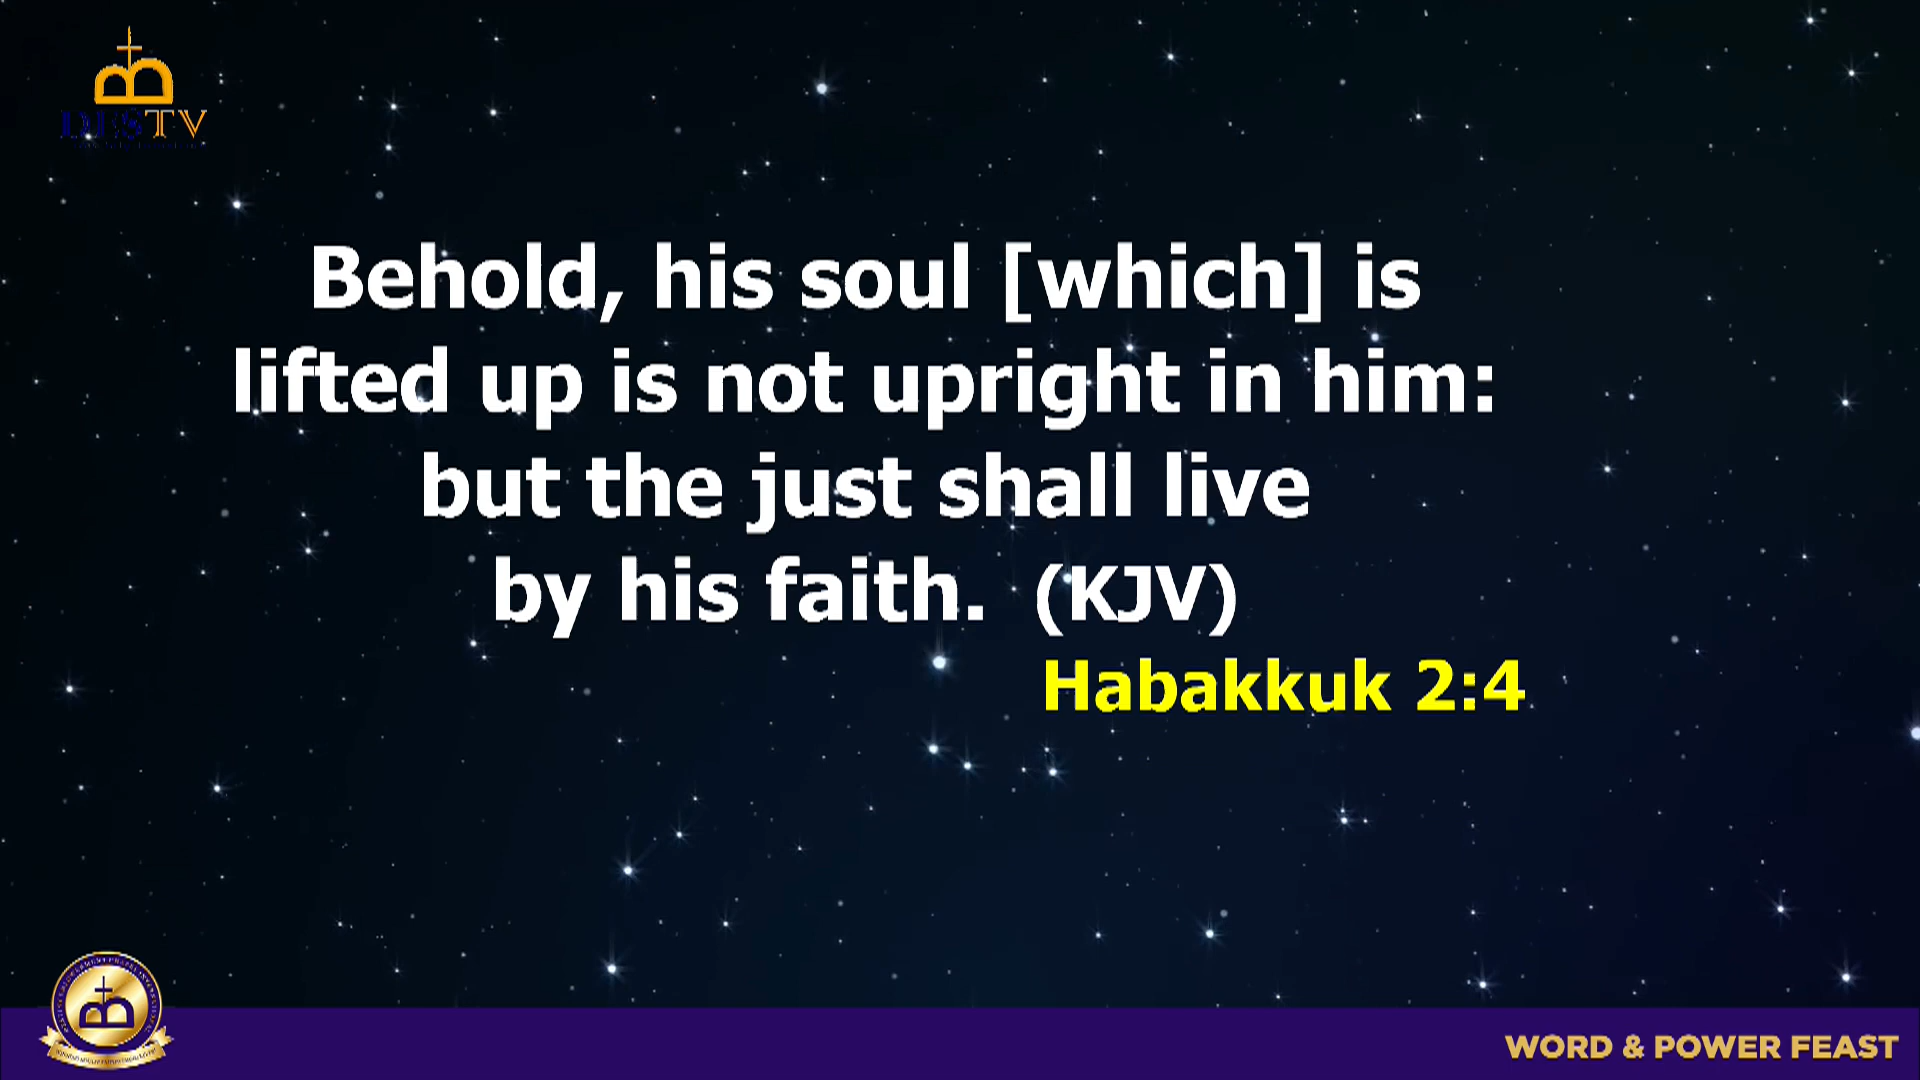 DESTV
Behold, his soul [which] is
lifted up is not upright in him:
but the just shall live
by his faith.  (KJV)
Habakkuk 2:4
WORD & POWER FEAST